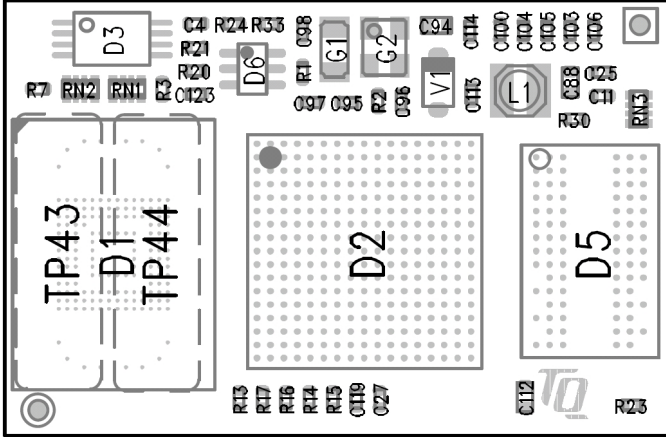 D3
C4 R24 R33 C98 G1 G2 C94 C114 C100 C104 C105 C103 C106
R21
R20
D6
R1
V1
C113
L1
C88 C25
R7 RN2 RN1 R3 C123
C97 C95 R2 C96
C11
RN3
R30
TP43 D1 TP44
D2
D5
R13 R17 R16 R14 R15 C119 C27
C112
TQ
R23